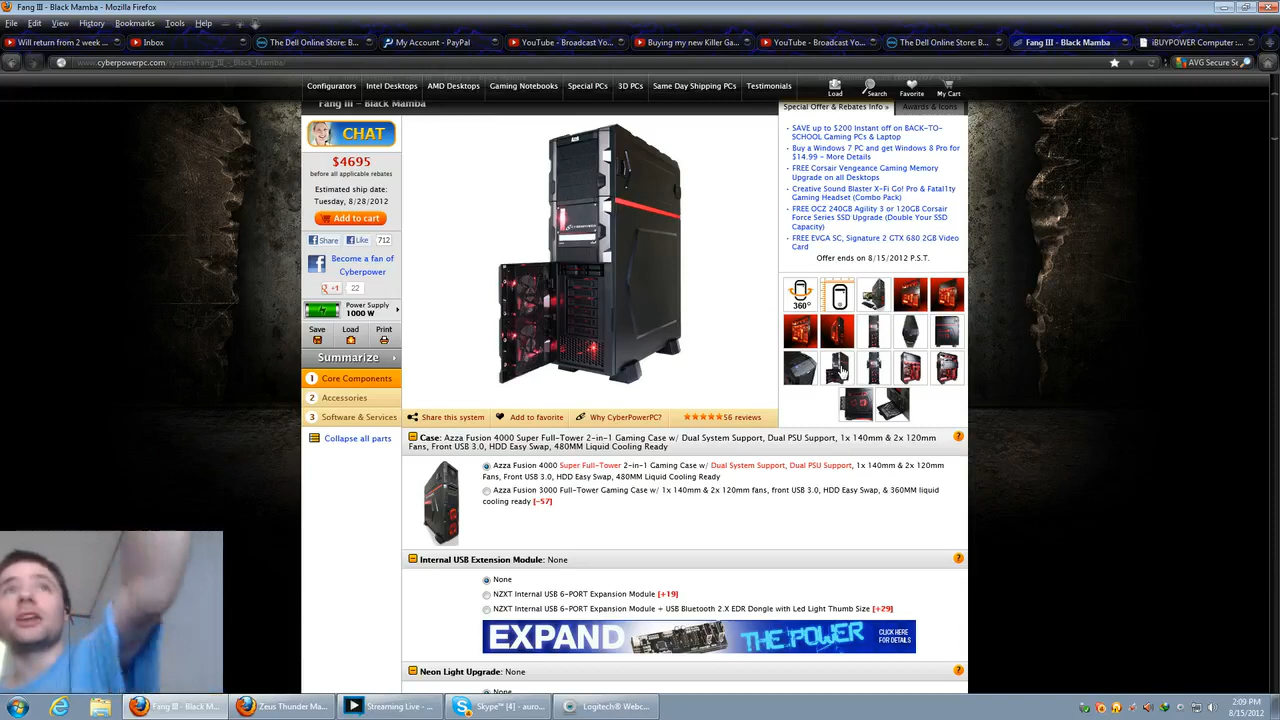 Fang III - Black Mamba - Mozilla Firefox
File Edit View History Bookmarks Tools Help
Will return from 2 week ... Inbox The Dell Online Store: B... My Account - PayPal YouTube - Broadcast Yo... Buying my new Killer Ga... YouTube - Broadcast Yo... The Dell Online Store: B... Fang III - Black Mamba iBUYPOWER Computer : ...
www.cyberpowerpc.com/system/Fang_III_-_Black_Mamba/ AVG Secure Se
Configurators Intel Desktops AMD Desktops Gaming Notebooks Special PCs 3D PCs Same Day Shipping PCs Testimonials Load Search Favorite My Cart
Fang III - Black Mamba
CHAT
$4695
before all applicable rebates
Estimated ship date:
Tuesday, 8/28/2012
Add to cart
Share Like 712
Become a fan of
Cyberpower
+1 22
Power Supply
1000 W
Save Load Print
Summarize
1 Core Components
2 Accessories
3 Software & Services
Collapse all parts
Special Offer & Rebates Info » Awards & Icons
SAVE up to $200 Instant off on BACK-TO-
SCHOOL Gaming PCs & Laptop
Buy a Windows 7 PC and get Windows 8 Pro for
$14.99 - More Details
FREE Corsair Vengeance Gaming Memory
Upgrade on all Desktops
Creative Sound Blaster X-Fi Go! Pro & Fatal1ty
Gaming Headset (Combo Pack)
FREE OCZ 240GB Agility 3 or 120GB Corsair
Force Series SSD Upgrade (Double Your SSD
Capacity)
FREE EVGA SC, Signature 2 GTX 680 2GB Video
Card
Offer ends on 8/15/2012 P.S.T.
360°
Share this system Add to favorite Why CyberPowerPC? 56 reviews
Case: Azza Fusion 4000 Super Full-Tower 2-in-1 Gaming Case w/ Dual System Support, Dual PSU Support, 1x 140mm & 2x 120mm
Fans, Front USB 3.0, HDD Easy Swap, 480MM Liquid Cooling Ready
Azza Fusion 4000 Super Full-Tower 2-in-1 Gaming Case w/ Dual System Support, Dual PSU Support, 1x 140mm & 2x 120mm
Fans, Front USB 3.0, HDD Easy Swap, 480MM Liquid Cooling Ready
Azza Fusion 3000 Full-Tower Gaming Case w/ 1x 140mm & 2x 120mm fans, front USB 3.0, HDD Easy Swap, & 360MM liquid
cooling ready [-57]
Internal USB Extension Module: None
None
NZXT Internal USB 6-PORT Expansion Module [+19]
NZXT Internal USB 6-PORT Expansion Module + USB Bluetooth 2.X EDR Dongle with Led Light Thumb Size [+29]
EXPAND THE POWER CLICK HERE
FOR DETAILS
Neon Light Upgrade: None
None
Fang III - Black M... Zeus Thunder Ma... Streaming Live - ... Skype™ [4] - auro... Logitech® Webc...
2:09 PM
8/15/2012